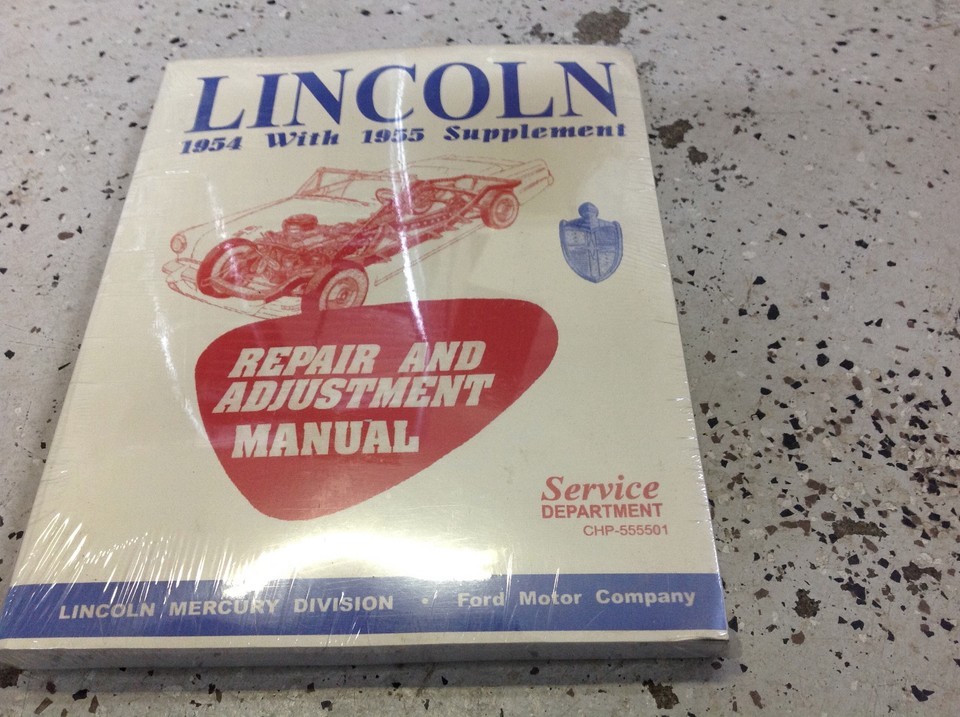 LINCOLN
1954 With 1955 Supplement
REPAIR AND
ADJUSTMENT
MANUAL
Service
DEPARTMENT
CHP-555501
LINCOLN MERCURY DIVISION • Ford Motor Company